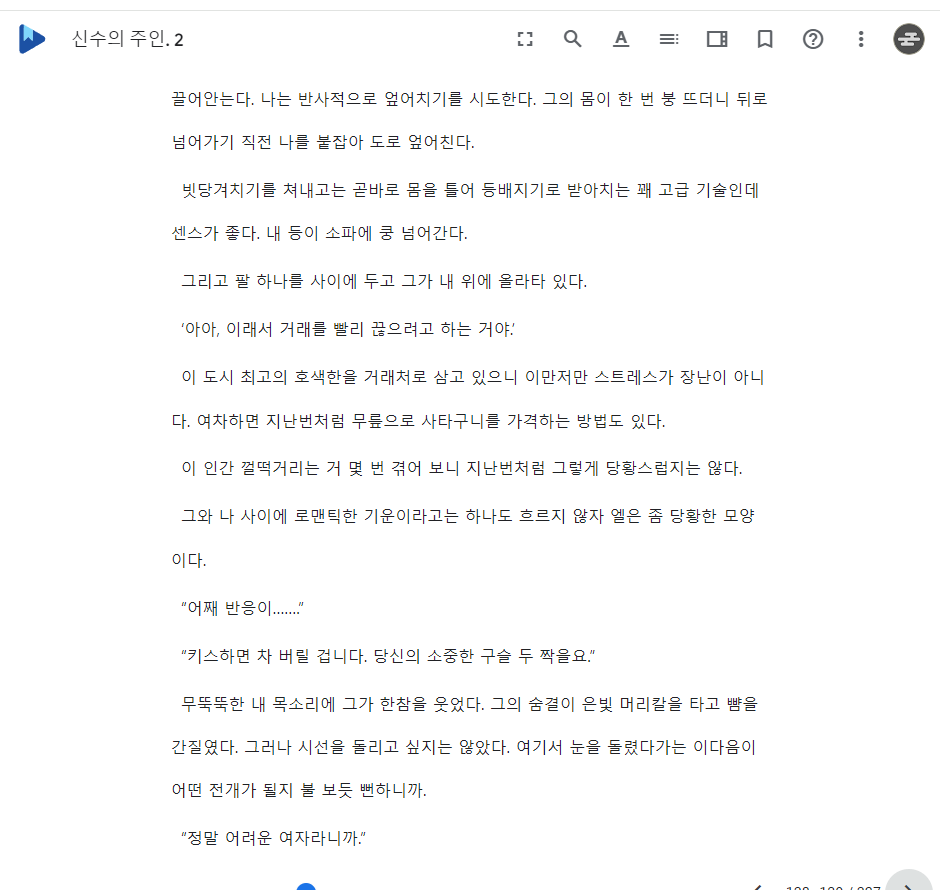 신수의 주인. 2
끌어안는다. 나는 반사적으로 엎어치기를 시도한다. 그의 몸이 한 번 붕 뜨더니 뒤로
넘어가기 직전 나를 붙잡아 도로 엎어친다.
빗당겨치기를 쳐내고는 곧바로 몸을 틀어 등배지기로 받아치는 꽤 고급 기술인데
센스가 좋다. 내 등이 소파에 쿵 넘어간다.
그리고 팔 하나를 사이에 두고 그가 내 위에 올라타 있다.
‘아아, 이래서 거래를 빨리 끊으려고 하는 거야.’
이 도시 최고의 호색한을 거래처로 삼고 있으니 이만저만 스트레스가 장난이 아니
다. 여차하면 지난번처럼 무릎으로 사타구니를 가격하는 방법도 있다.
이 인간 껄떡거리는 거 몇 번 겪어 보니 지난번처럼 그렇게 당황스럽지는 않다.
그와 나 사이에 로맨틱한 기운이라고는 하나도 흐르지 않자 엘은 좀 당황한 모양
이다.
“어째 반응이…….”
“키스하면 차 버릴 겁니다. 당신의 소중한 구슬 두 짝을요.”
무뚝뚝한 내 목소리에 그가 한참을 웃었다. 그의 숨결이 은빛 머리칼을 타고 뺨을
간질였다. 그러나 시선을 돌리고 싶지는 않았다. 여기서 눈을 돌렸다가는 이다음이
어떤 전개가 될지 불 보듯 뻔하니까.
“정말 어려운 여자라니까.”